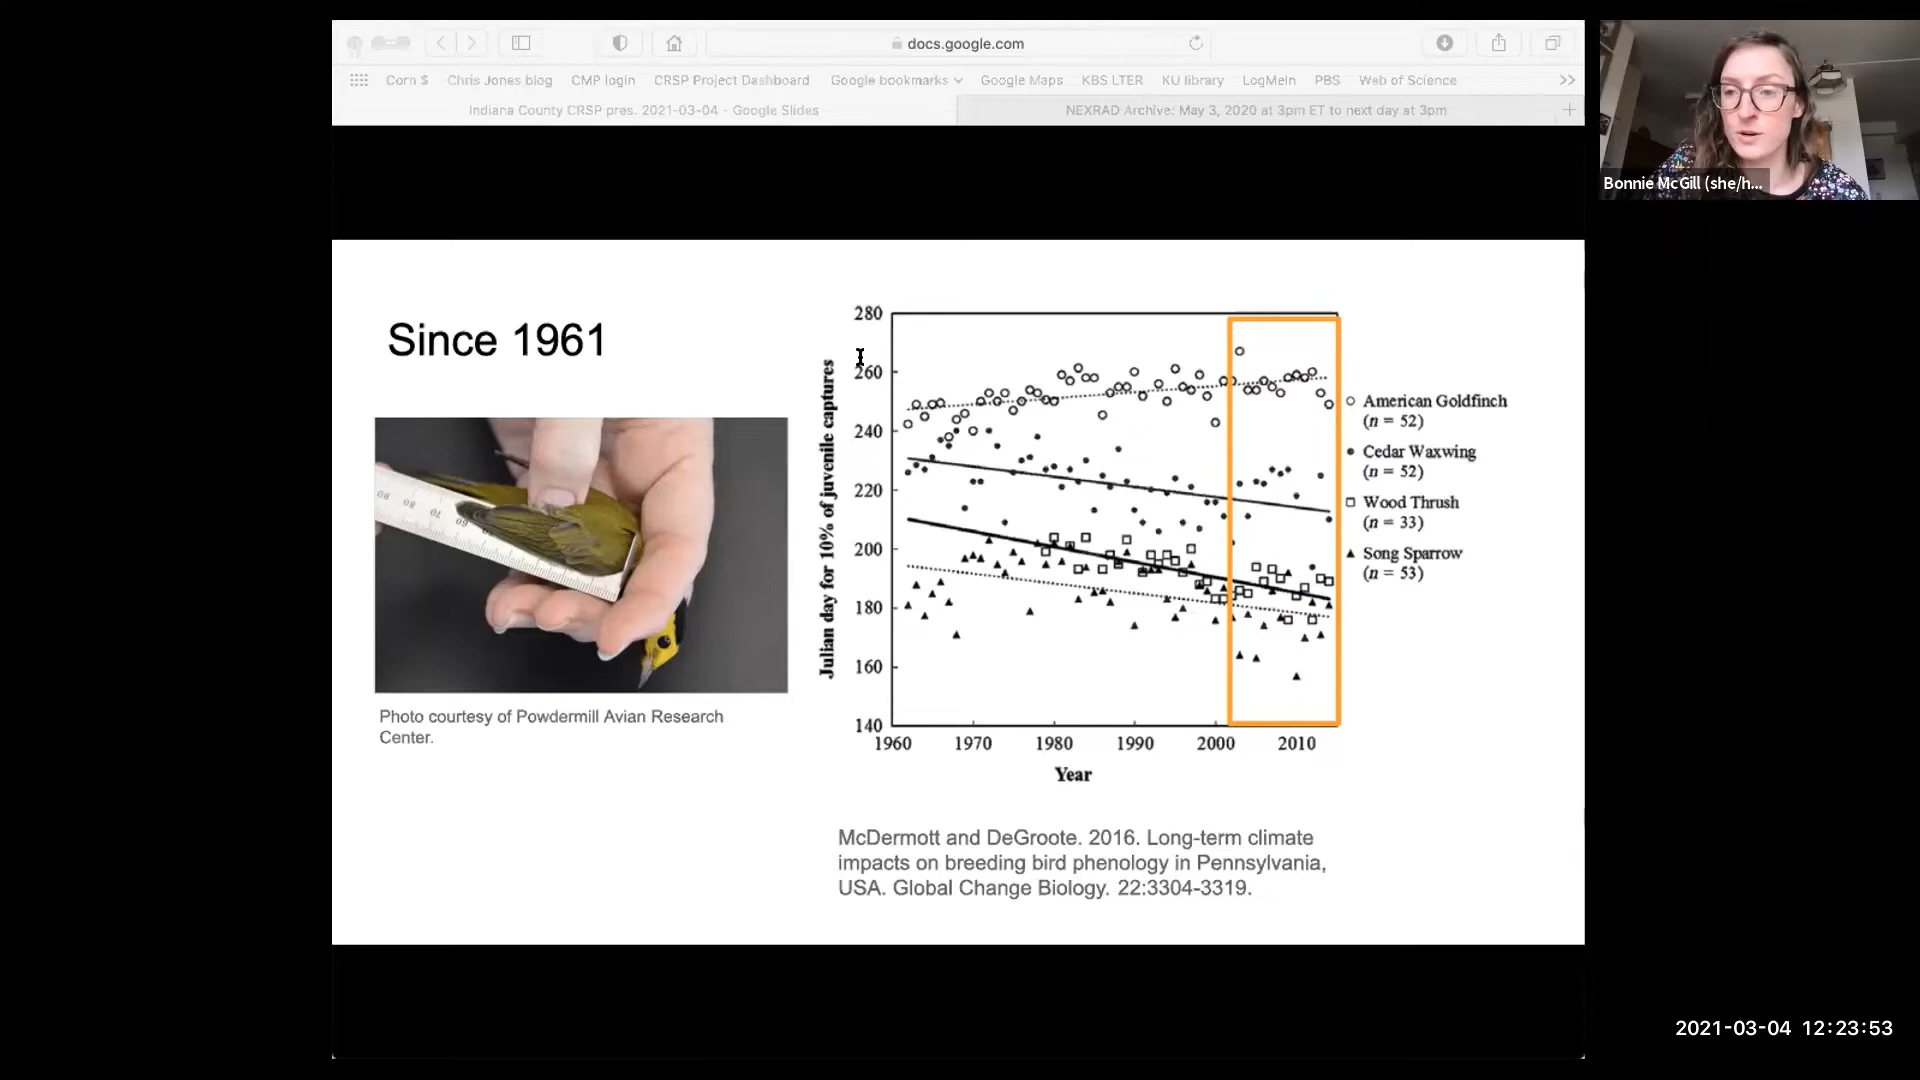 docs.google.com
Corn $ Chris Jones blog CMP login CRSP Project Dashboard Google bookmarks Google Maps KBS LTER KU library LogMeIn PBS Web of Science
Indiana County CRSP pres. 2021-03-04 - Google Slides
NEXRAD Archive: May 3, 2020 at 3pm ET to next day at 3pm
Bonnie McGill (she/h...
Since 1961
80 80 70 60
Photo courtesy of Powdermill Avian Research
Center.
Julian day for 10% of juvenile captures
280
260
240
220
200
180
160
140
1960 1970 1980 1990 2000 2010
Year
American Goldfinch
(n = 52)
Cedar Waxwing
(n = 52)
Wood Thrush
(n = 33)
Song Sparrow
(n = 53)
McDermott and DeGroote. 2016. Long-term climate
impacts on breeding bird phenology in Pennsylvania,
USA. Global Change Biology. 22:3304-3319.
2021-03-04 12:23:53